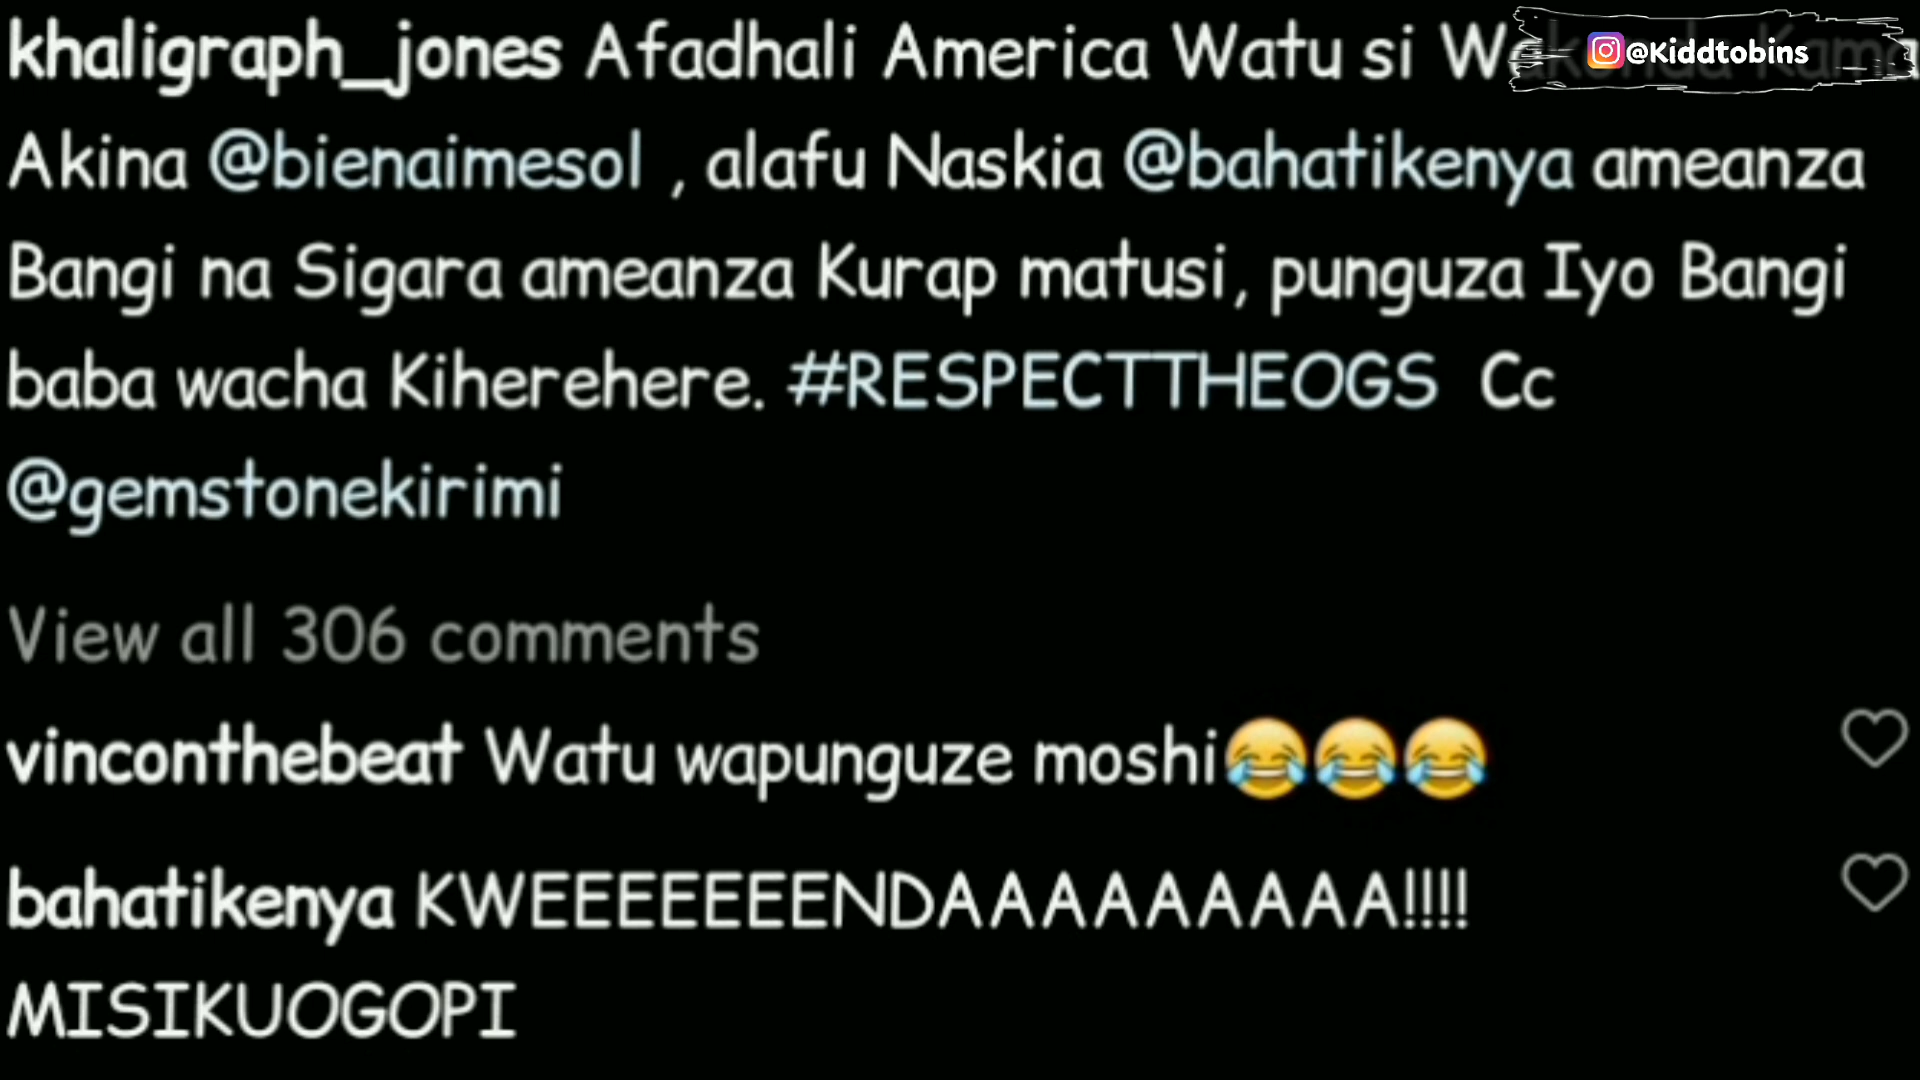 khaligraph_jones Afadhali America Watu si Kama
@Kiddtobins
Akina @bienaimesol , alafu Naskia @bahatikenya ameanza
Bangi na Sigara ameanza Kurap matusi, punguza Iyo Bangi
baba wacha Kiherehere. #RESPECTTHEOGS Cc
@gemstonekirimi
View all 306 comments
vinconthebeat Watu wapunguze moshi😂😂😂
bahatikenya KWEEEEEEENDAAAAAAAAA!!!!
MISIKUOGOPI